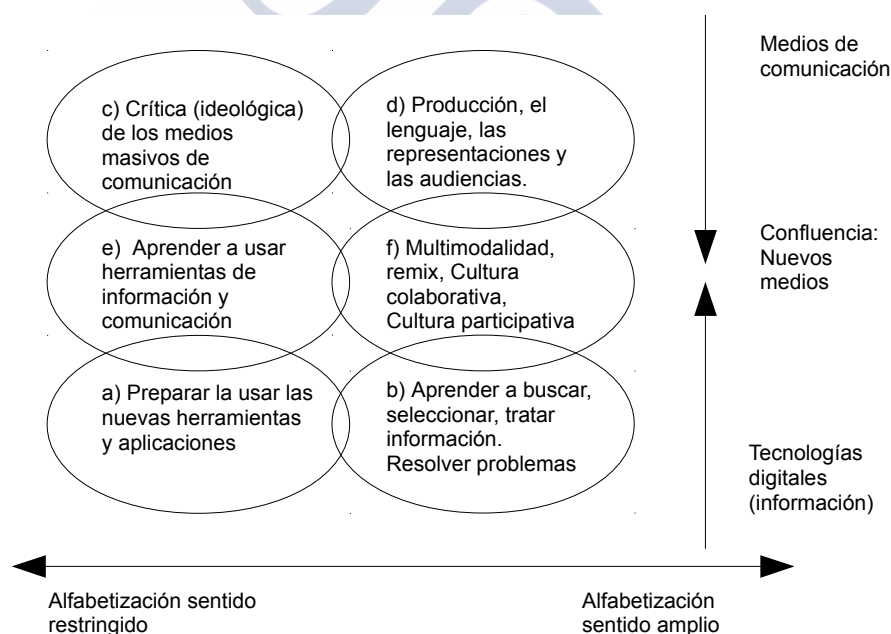 Medios de
comunicación
c) Crítica (ideológica)
de los medios
masivos de
comunicación
d) Producción, el
lenguaje, las
representaciones y
las audiencias.
e) Aprender a usar
herramientas de
información y
comunicación
f) Multimodalidad,
remix, Cultura
colaborativa,
Cultura participativa
Confluencia:
Nuevos
medios
a) Preparar la usar las
nuevas herramientas
y aplicaciones
b) Aprender a buscar,
seleccionar, tratar
información.
Resolver problemas
Tecnologías
digitales
(información)
Alfabetización sentido
restringido
Alfabetización
sentido amplio